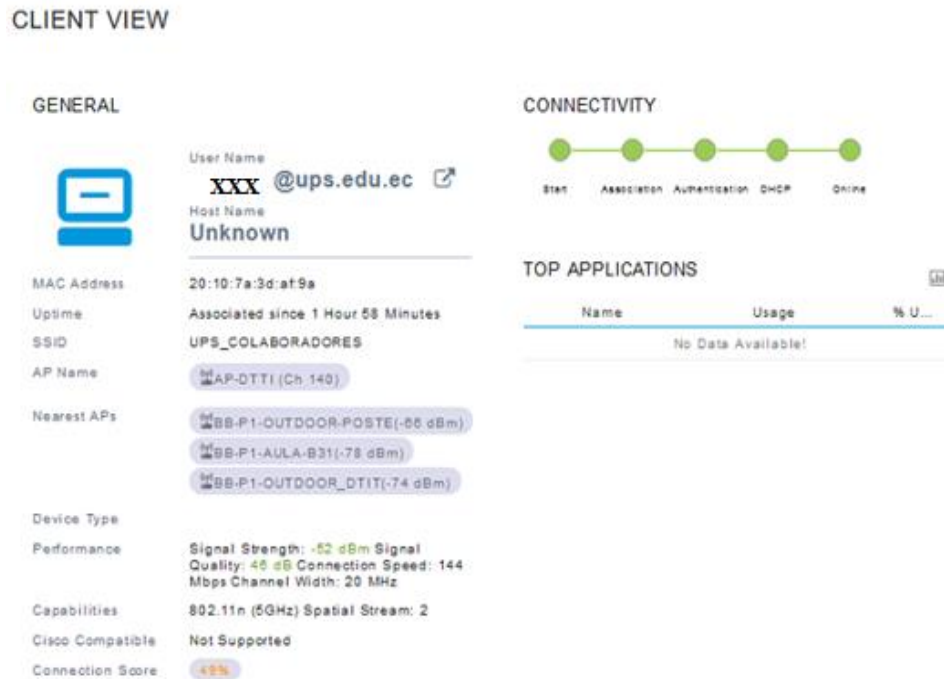 CLIENT VIEW
GENERAL
User Name
xxx @ups.edu.ec
Host Name
Unknown
MAC Address 20:10:7a:3d:af:9a
Uptime Associated since 1 Hour 58 Minutes
SSID UPS_COLABORADORES
AP Name AP-DTTI (Ch 140)
Nearest APs BB-P1-OUTDOOR-POSTE(-66 dBm)
BB-P1-AULA-B31(-78 dBm)
BB-P1-OUTDOOR_DTIT(-74 dBm)
Device Type
Performance Signal Strength: -52 dBm Signal
Quality: 46 dB Connection Speed: 144
Mbps Channel Width: 20 MHz
Capabilities 802.11n (5GHz) Spatial Stream: 2
Cisco Compatible Not Supported
Connection Score 49%
CONNECTIVITY
Start Association Authentication DHCP Online
TOP APPLICATIONS
Name Usage % U...
No Data Available!